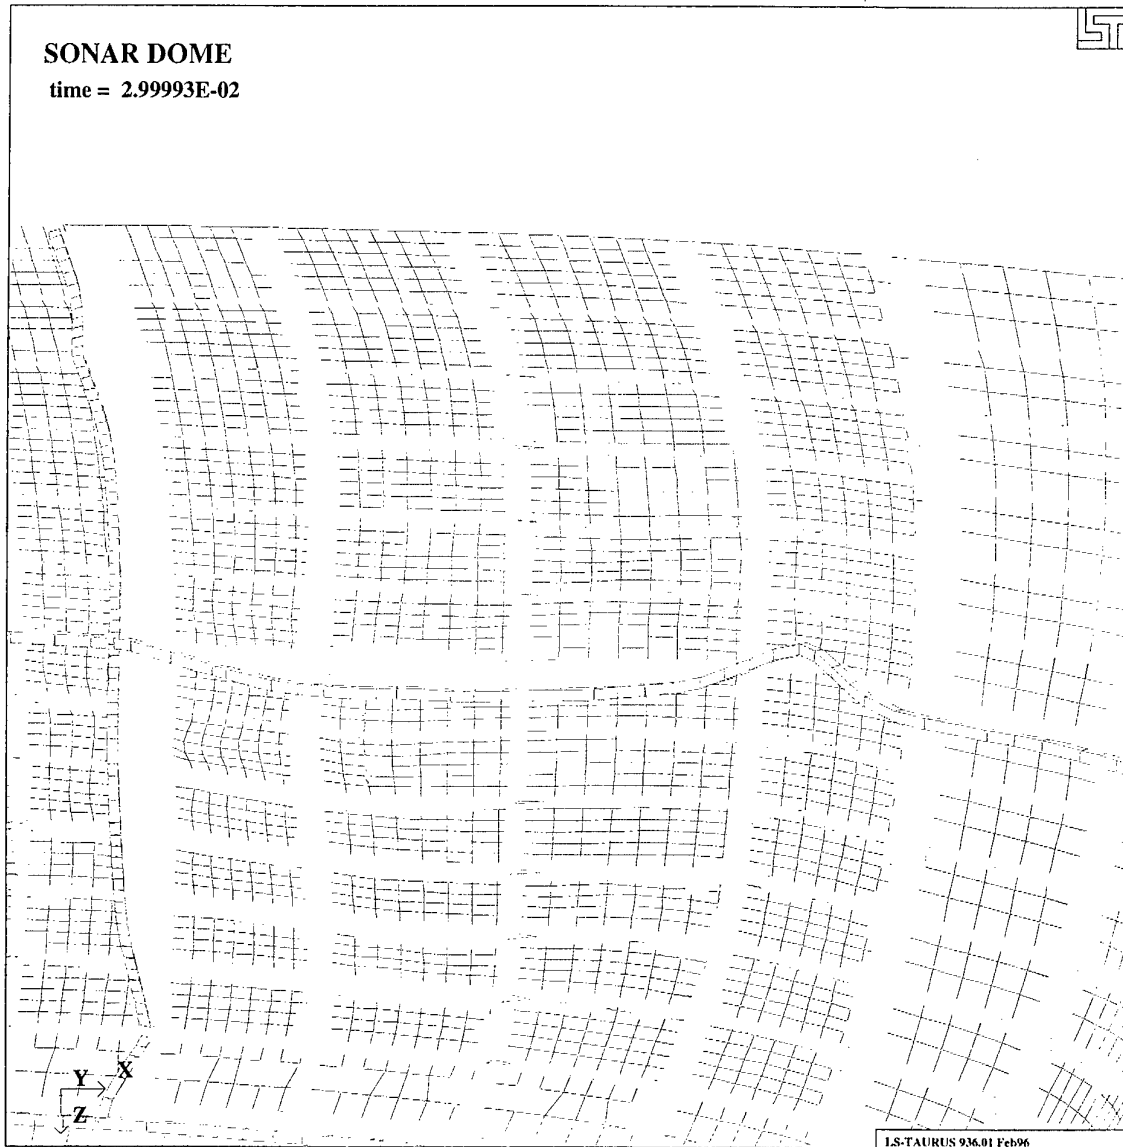 SONAR DOME
time = 2.99993E-02
Y
X
Z
LS-TAURUS 936.01 Feb96